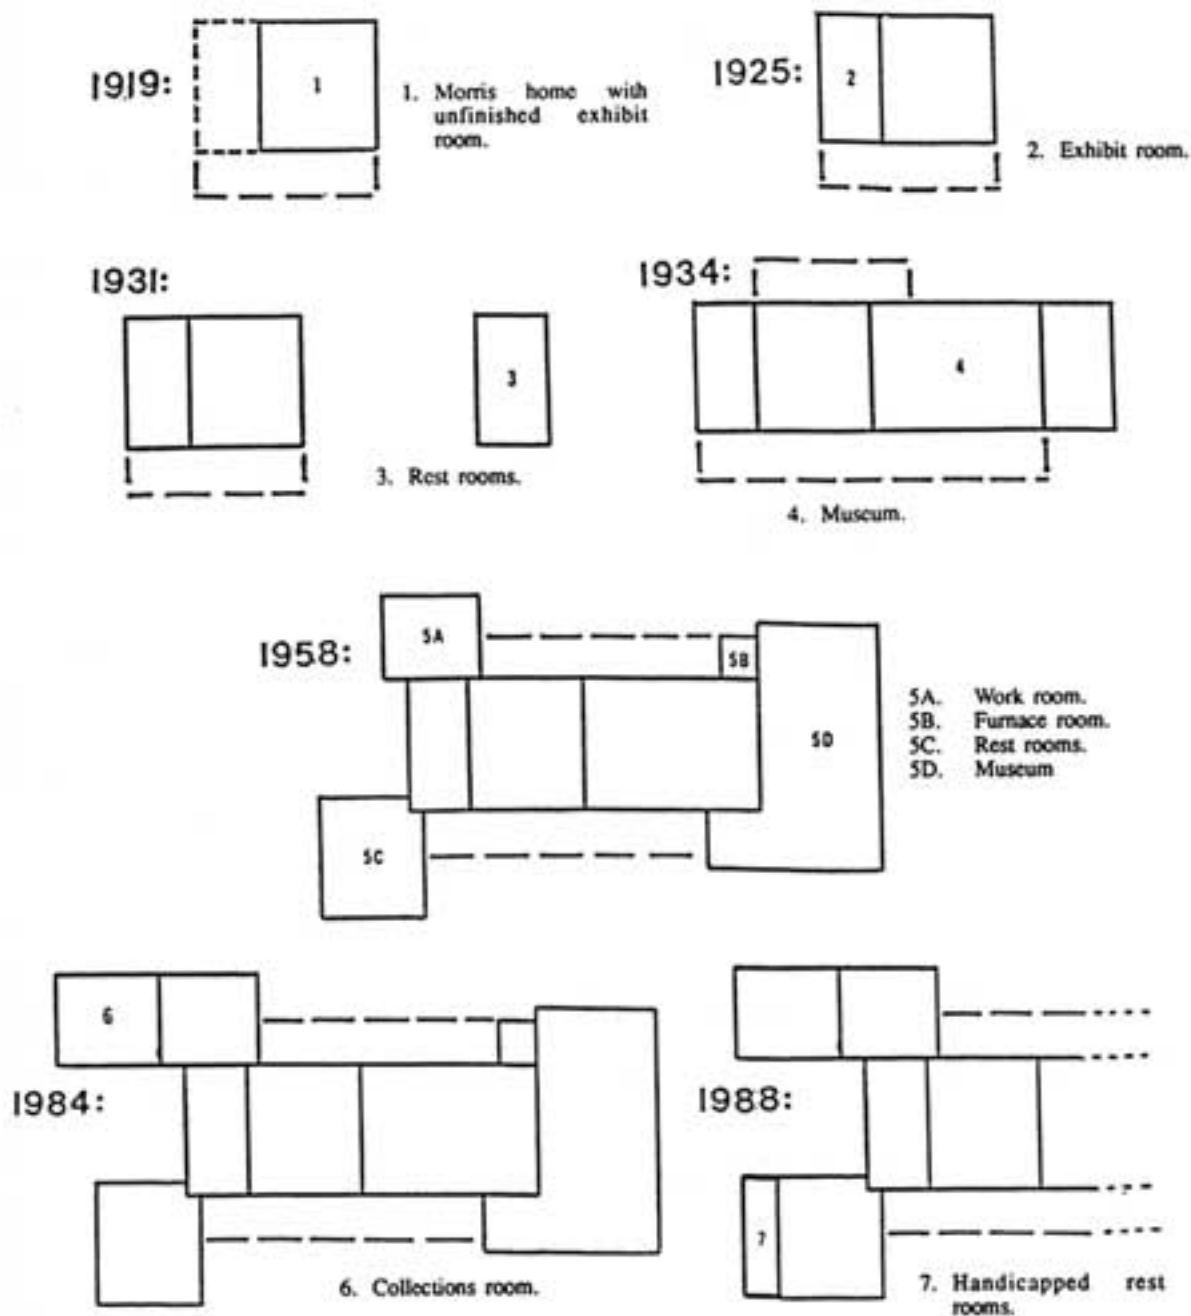 1919:
1
1. Morris home with
unfinished exhibit
room.
1925:
2
2. Exhibit room.
1931:
3
3. Rest rooms.
1934:
4
4. Museum.
1958:
5A
5B
5C
5D
5A. Work room.
5B. Furnace room.
5C. Rest rooms.
5D. Museum
1984:
6
6. Collections room.
1988:
7
7. Handicapped rest
rooms.